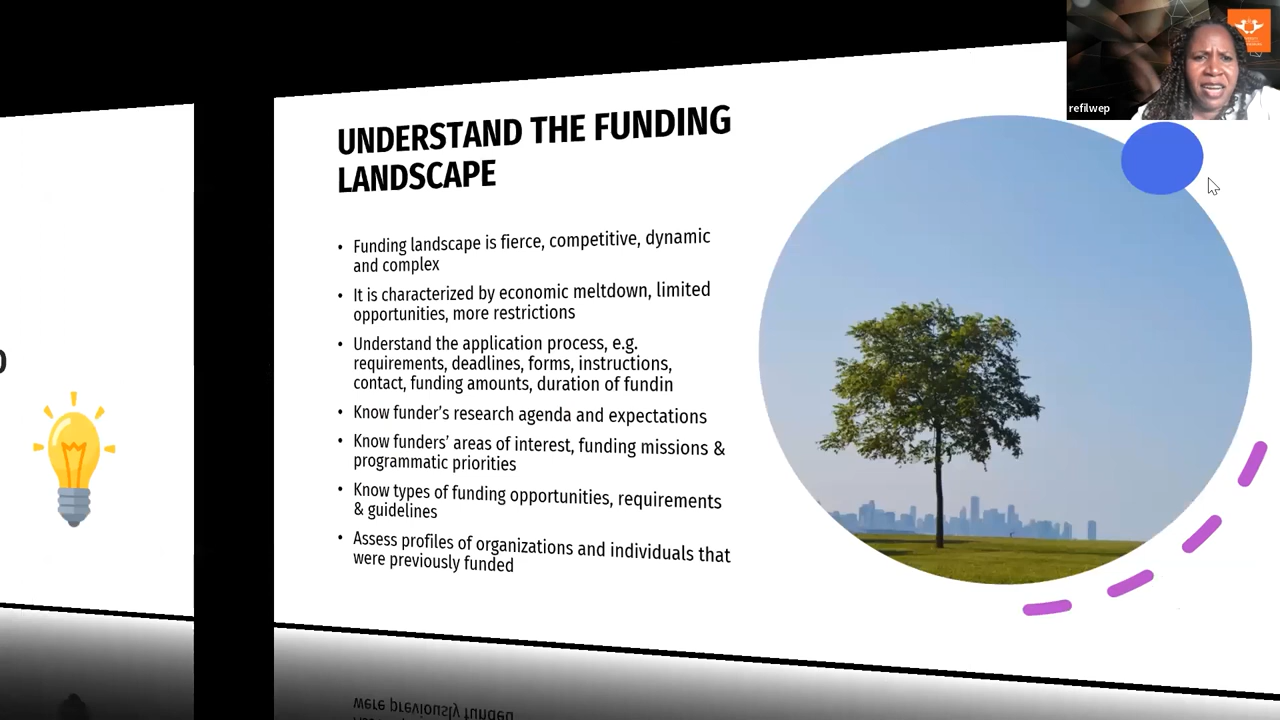 refilwep
UNDERSTAND THE FUNDING
LANDSCAPE
• Funding landscape is fierce, competitive, dynamic
and complex
• It is characterized by economic meltdown, limited
opportunities, more restrictions
• Understand the application process, e.g.
requirements, deadlines, forms, instructions,
contact, funding amounts, duration of fundin
• Know funder's research agenda and expectations
• Know funders' areas of interest, funding missions &
programmatic priorities
• Know types of funding opportunities, requirements
& guidelines
• Assess profiles of organizations and individuals that
were previously funded
were previously funded